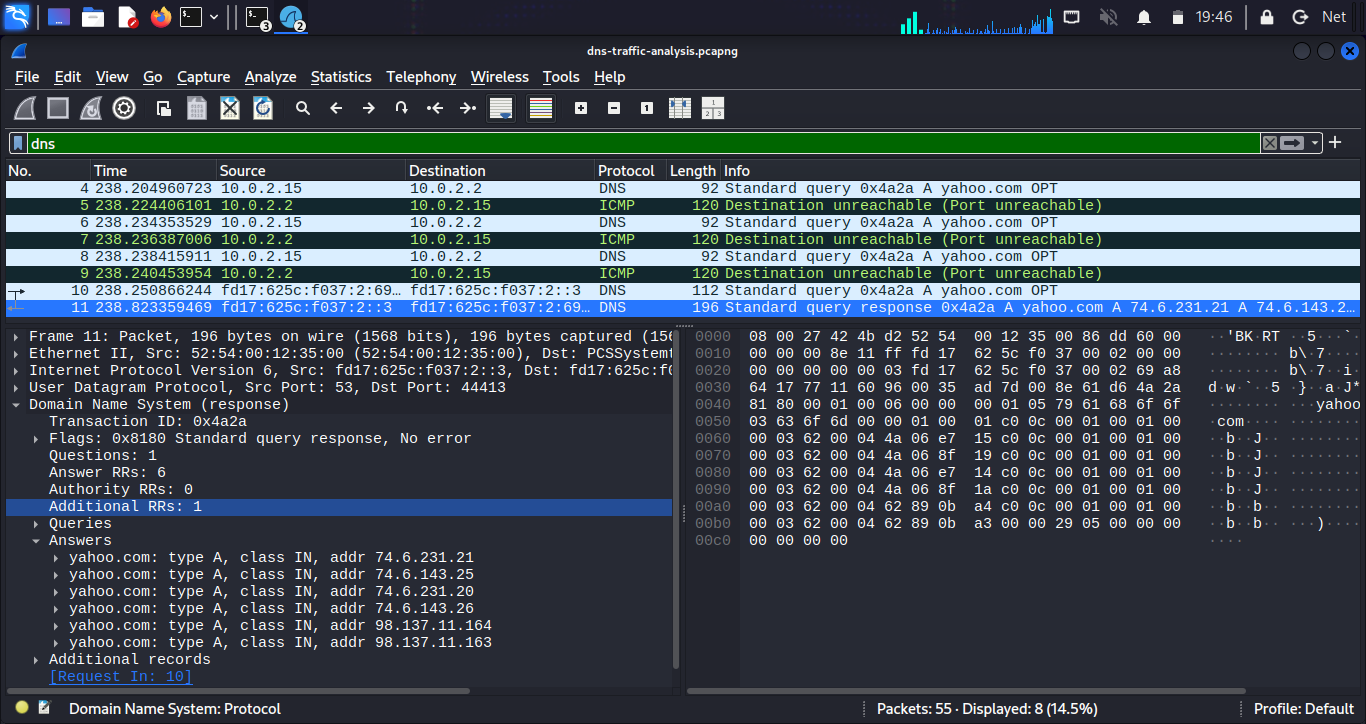 3
2
19:46
Net
dns-traffic-analysis.pcapng
File Edit View Go Capture Analyze Statistics Telephony Wireless Tools Help
dns
No. Time Source Destination Protocol Length Info
4 238.204960723 10.0.2.15 10.0.2.2 DNS 92 Standard query 0x4a2a A yahoo.com OPT
5 238.224406101 10.0.2.2 10.0.2.15 ICMP 120 Destination unreachable (Port unreachable)
6 238.234353529 10.0.2.15 10.0.2.2 DNS 92 Standard query 0x4a2a A yahoo.com OPT
7 238.236387006 10.0.2.2 10.0.2.15 ICMP 120 Destination unreachable (Port unreachable)
8 238.238415911 10.0.2.15 10.0.2.2 DNS 92 Standard query 0x4a2a A yahoo.com OPT
9 238.240453954 10.0.2.2 10.0.2.15 ICMP 120 Destination unreachable (Port unreachable)
10 238.250866244 fd17:625c:f037:2:69… fd17:625c:f037:2::3 DNS 112 Standard query 0x4a2a A yahoo.com OPT
11 238.823359469 fd17:625c:f037:2::3 fd17:625c:f037:2:69… DNS 196 Standard query response 0x4a2a A yahoo.com A 74.6.231.21 A 74.6.143.2…
Frame 11: Packet, 196 bytes on wire (1568 bits), 196 bytes captured (156
Ethernet II, Src: 52:54:00:12:35:00 (52:54:00:12:35:00), Dst: PCSSystemt
Internet Protocol Version 6, Src: fd17:625c:f037:2::3, Dst: fd17:625c:f0
User Datagram Protocol, Src Port: 53, Dst Port: 44413
Domain Name System (response)
Transaction ID: 0x4a2a
Flags: 0x8180 Standard query response, No error
Questions: 1
Answer RRs: 6
Authority RRs: 0
Additional RRs: 1
Queries
Answers
yahoo.com: type A, class IN, addr 74.6.231.21
yahoo.com: type A, class IN, addr 74.6.143.25
yahoo.com: type A, class IN, addr 74.6.231.20
yahoo.com: type A, class IN, addr 74.6.143.26
yahoo.com: type A, class IN, addr 98.137.11.164
yahoo.com: type A, class IN, addr 98.137.11.163
Additional records
[Request In: 10]
0000 08 00 27 42 4b d2 52 54 00 12 35 00 86 dd 60 00 ··'BK·RT ··5···`·
0010 00 00 00 8e 11 ff fd 17 62 5c f0 37 00 02 00 00 ········ b\·7····
0020 00 00 00 00 00 03 fd 17 62 5c f0 37 00 02 69 a8 ········ b\·7··i·
0030 64 17 77 11 60 96 00 35 ad 7d 00 8e 61 d6 4a 2a d·w·`··5 ·}··a·J*
0040 81 80 00 01 00 06 00 00 00 01 05 79 61 68 6f 6f ········ ···yahoo
0050 03 63 6f 6d 00 00 01 00 01 c0 0c 00 01 00 01 00 ·com···· ········
0060 00 03 62 00 04 4a 06 e7 15 c0 0c 00 01 00 01 00 ··b··J·· ········
0070 00 03 62 00 04 4a 06 8f 19 c0 0c 00 01 00 01 00 ··b··J·· ········
0080 00 03 62 00 04 4a 06 e7 14 c0 0c 00 01 00 01 00 ··b··J·· ········
0090 00 03 62 00 04 4a 06 8f 1a c0 0c 00 01 00 01 00 ··b··J·· ········
00a0 00 03 62 00 04 62 89 0b a4 c0 0c 00 01 00 01 00 ··b··b·· ········
00b0 00 03 62 00 04 62 89 0b a3 00 00 29 05 00 00 00 ··b··b·· ···)····
00c0 00 00 00 00 ····
Domain Name System: Protocol
Packets: 55 · Displayed: 8 (14.5%)
Profile: Default